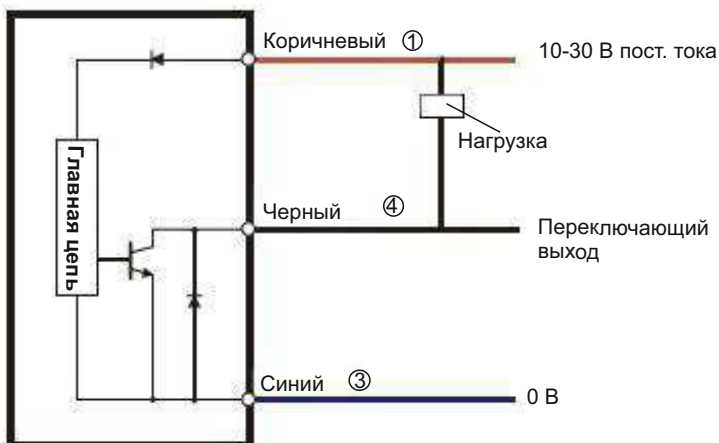 Коричневый ①
10-30 В пост. тока
Нагрузка
Главная цепь
Черный ④
Переключающий
выход
Синий ③
0 В